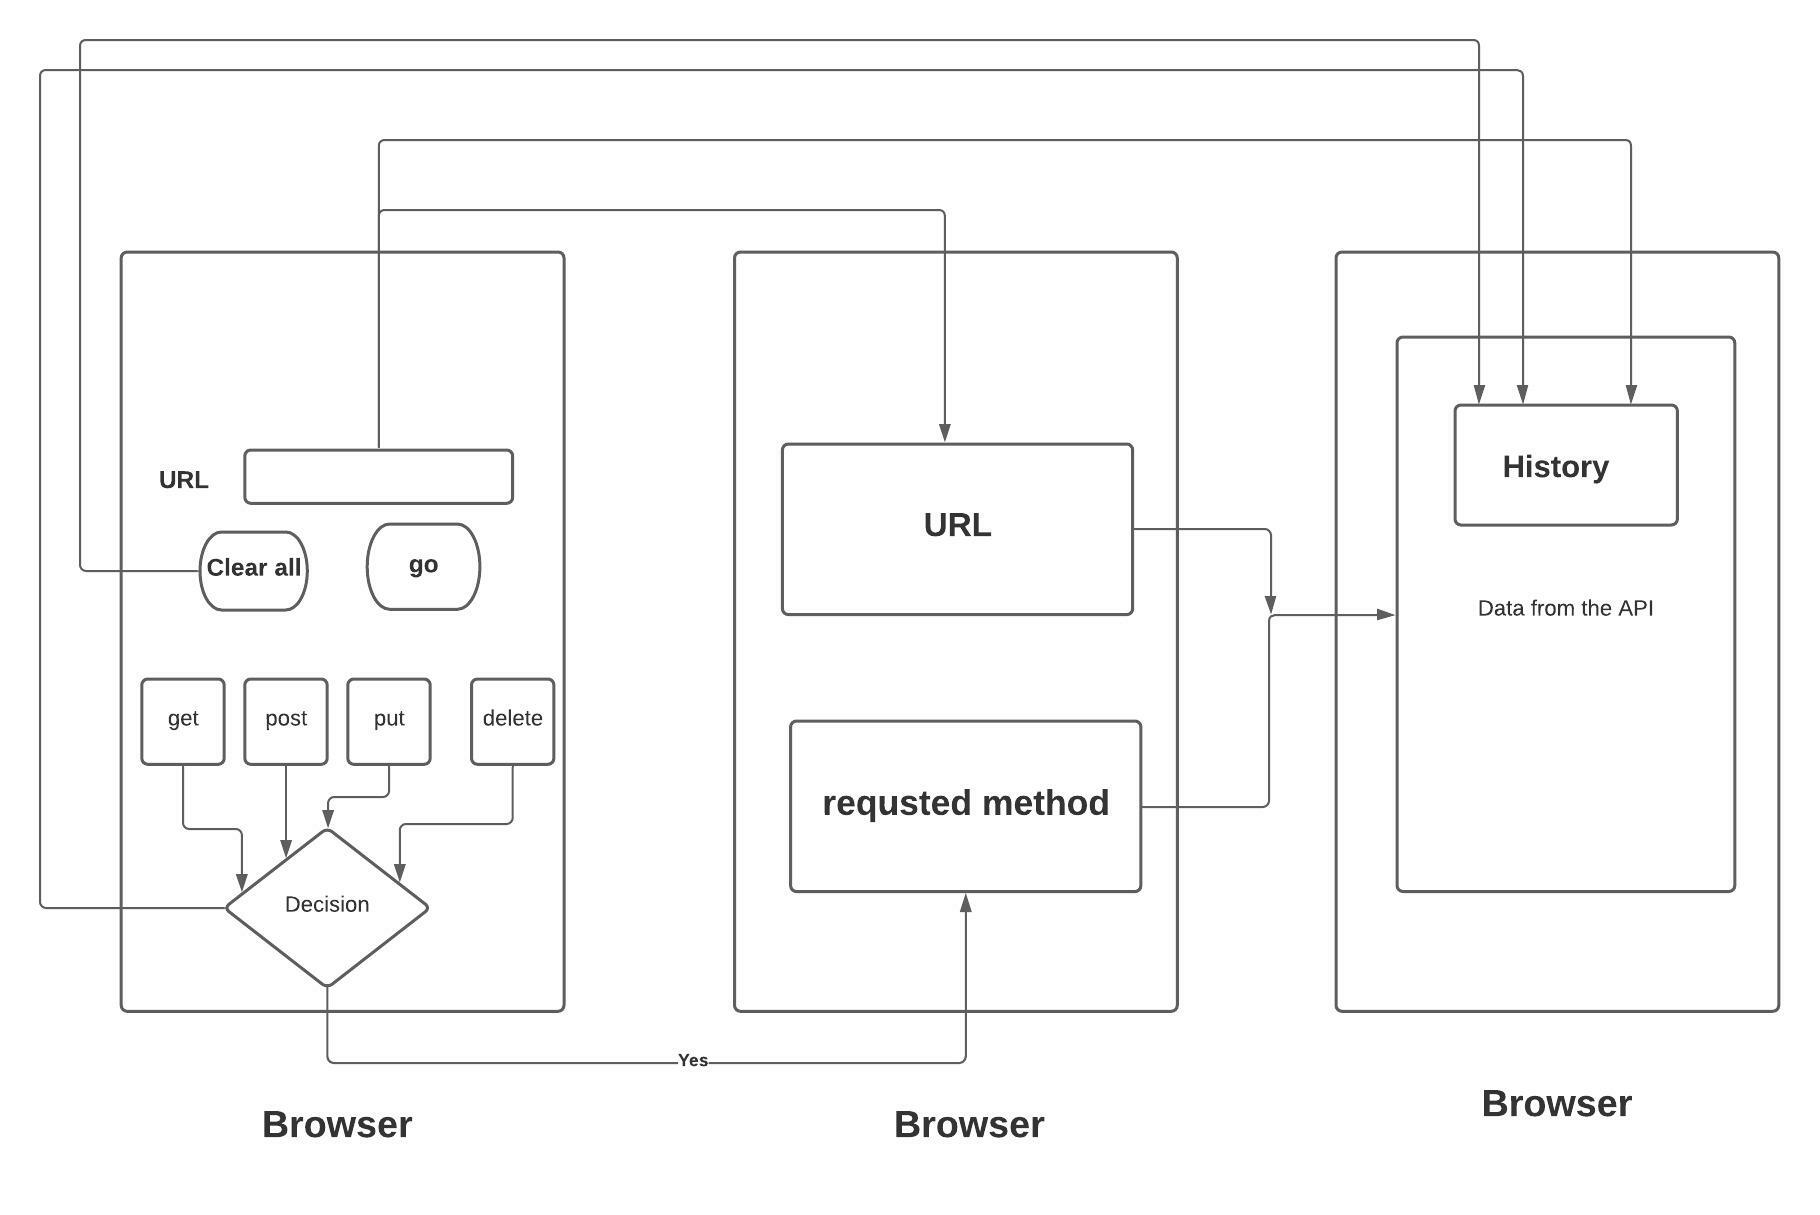 URL
Clear all
go
get
post
put
delete
Decision
Yes
Browser
URL
requsted method
Browser
History
Data from the API
Browser